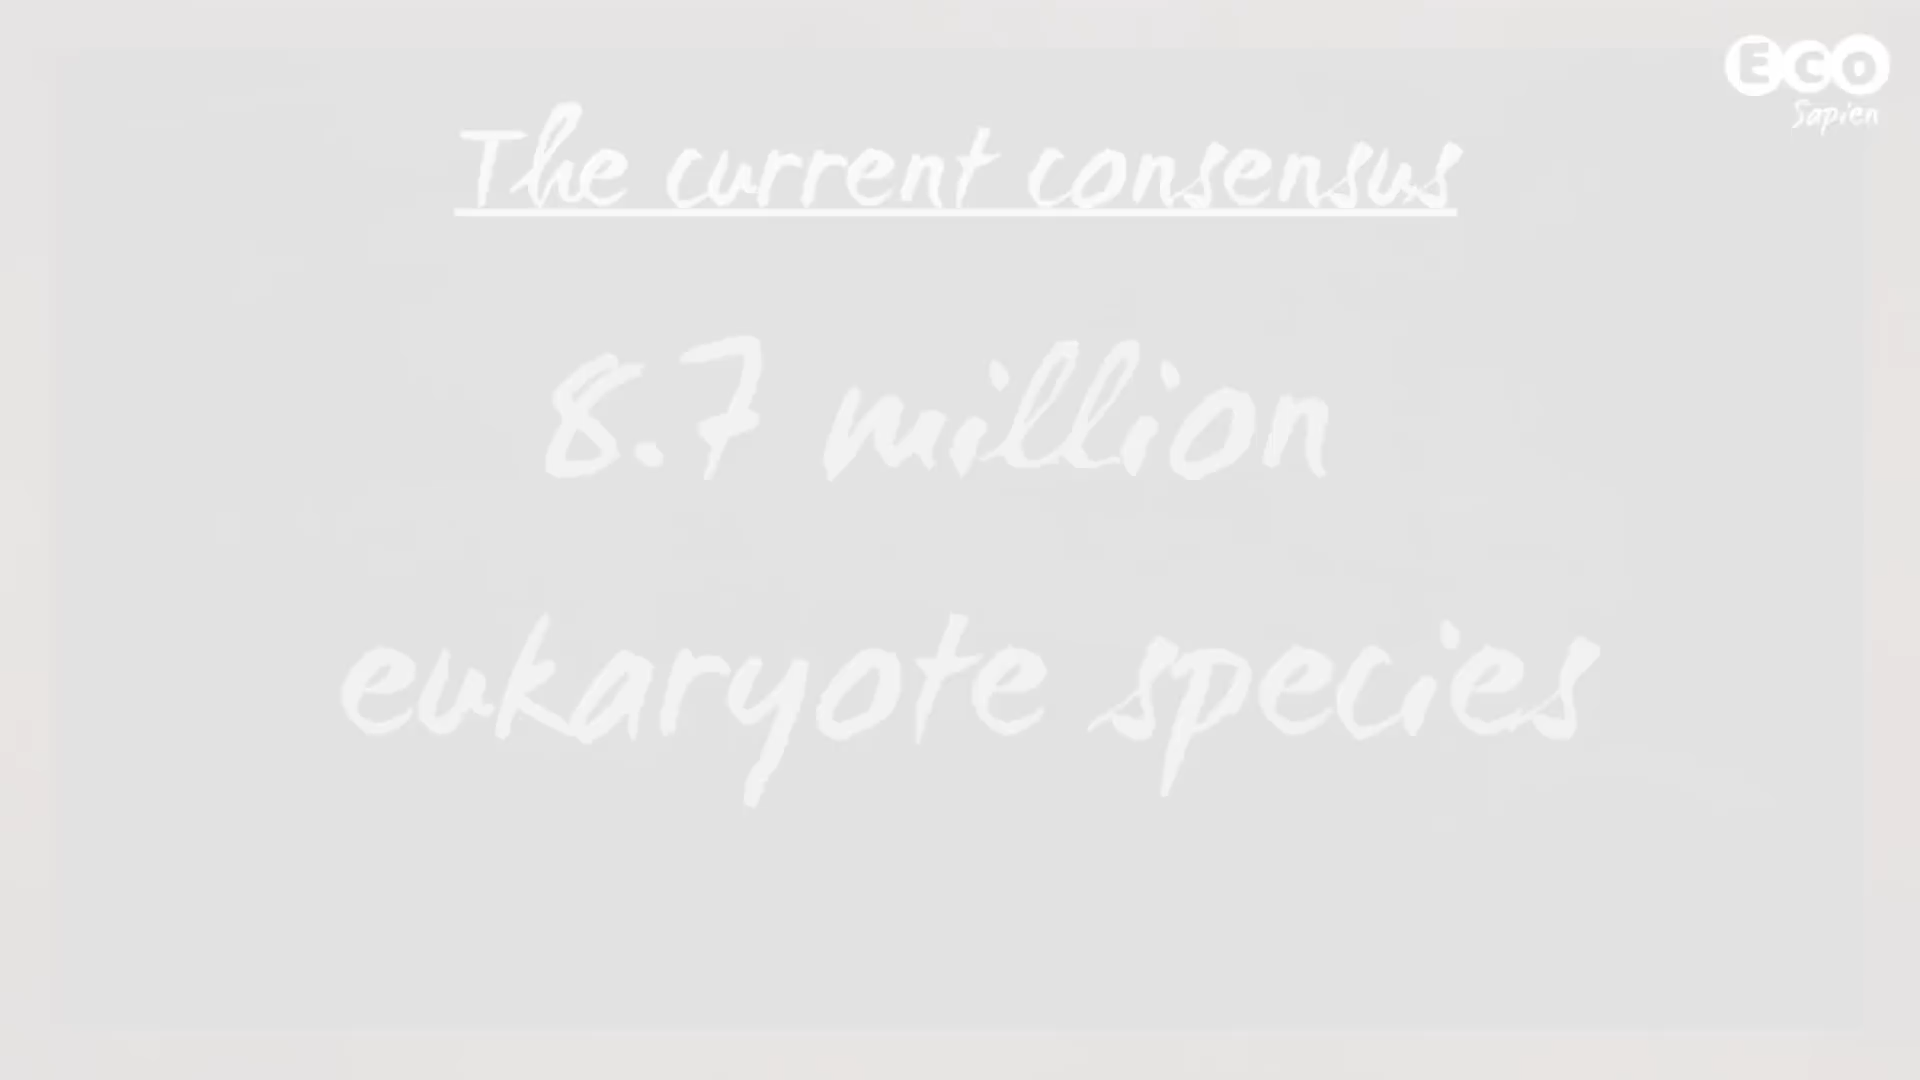 ECO
Sapien
The current consensus
8.7 million
eukaryote species